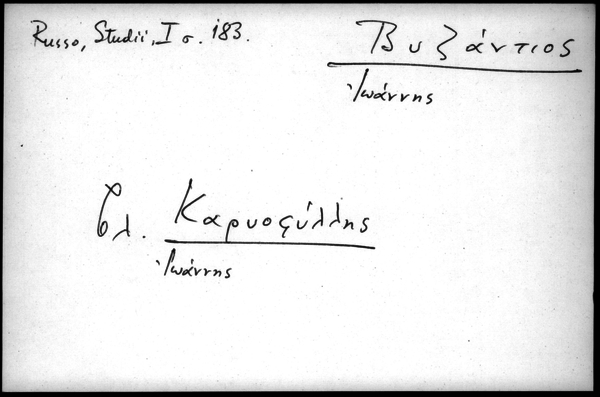 Russo, Studii, I σ. 183.
Βυζάντιος
Ἰωάννης
βλ. Καρυοφύλλης
Ἰωάννης